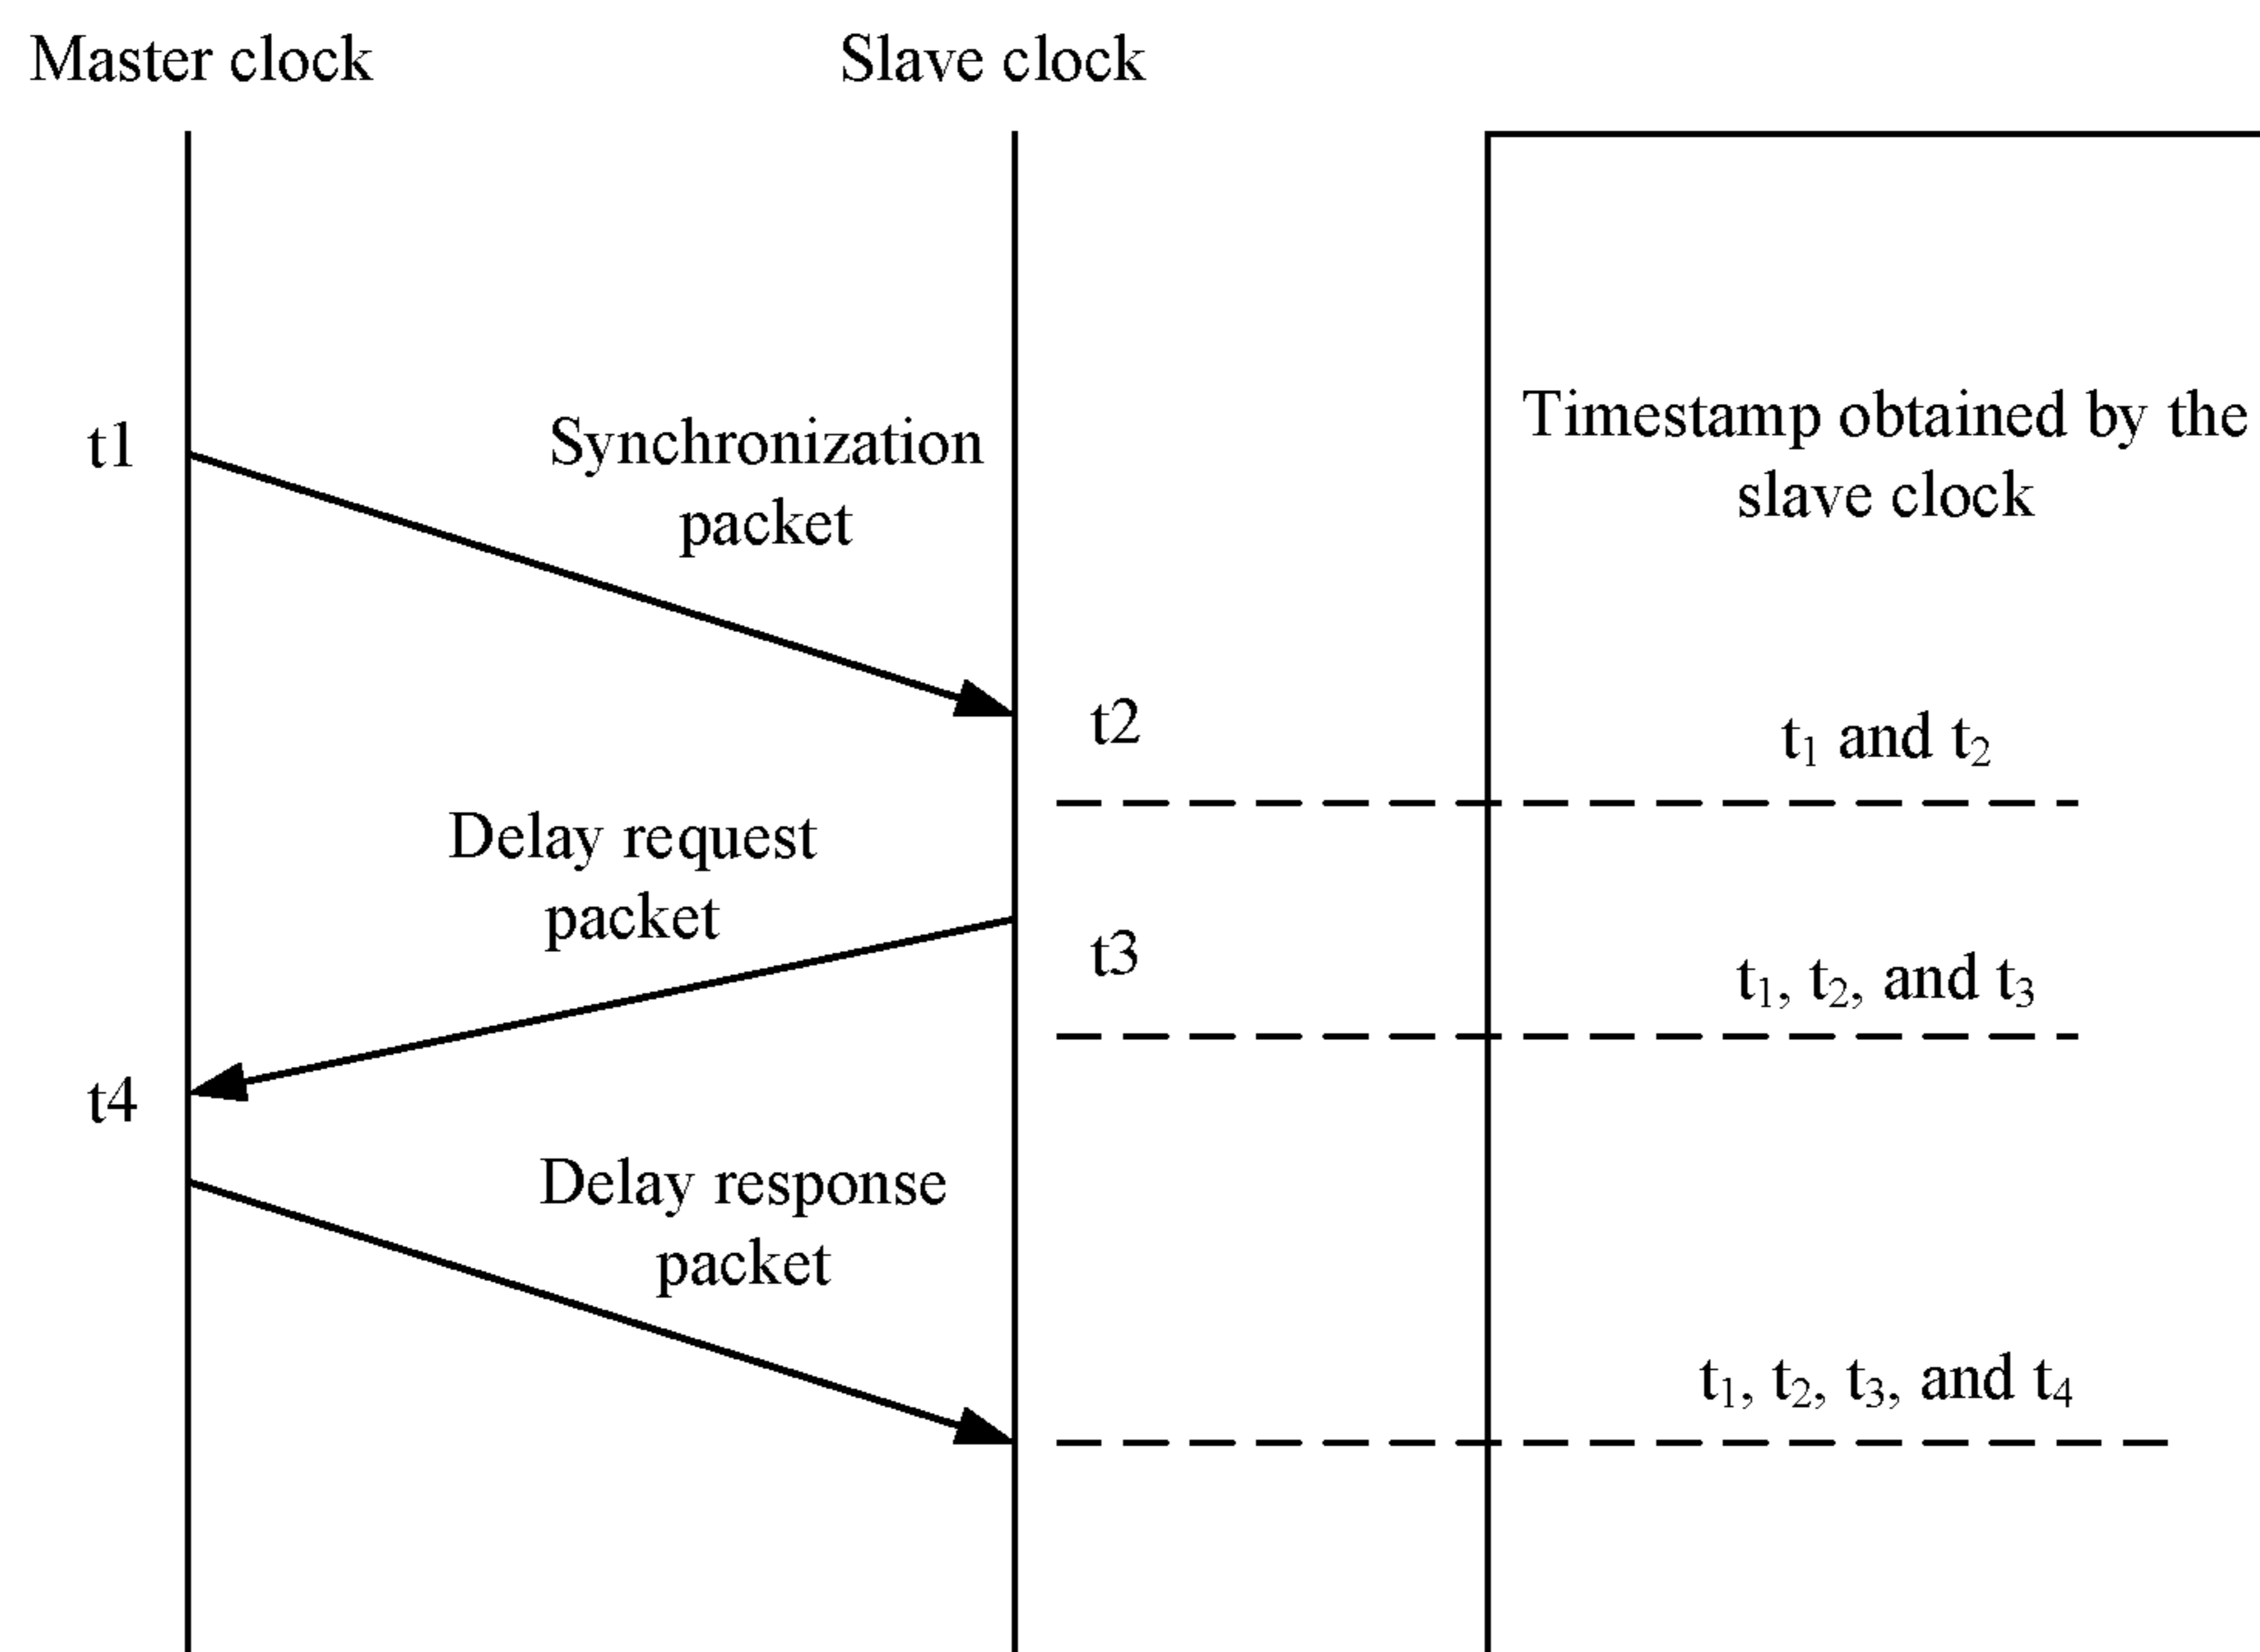 Master clock
Slave clock
t1
Synchronization
packet
Timestamp obtained by the
slave clock
t2
t₁ and t₂
Delay request
packet
t3
t₁, t₂, and t₃
t4
Delay response
packet
t₁, t₂, t₃, and t₄